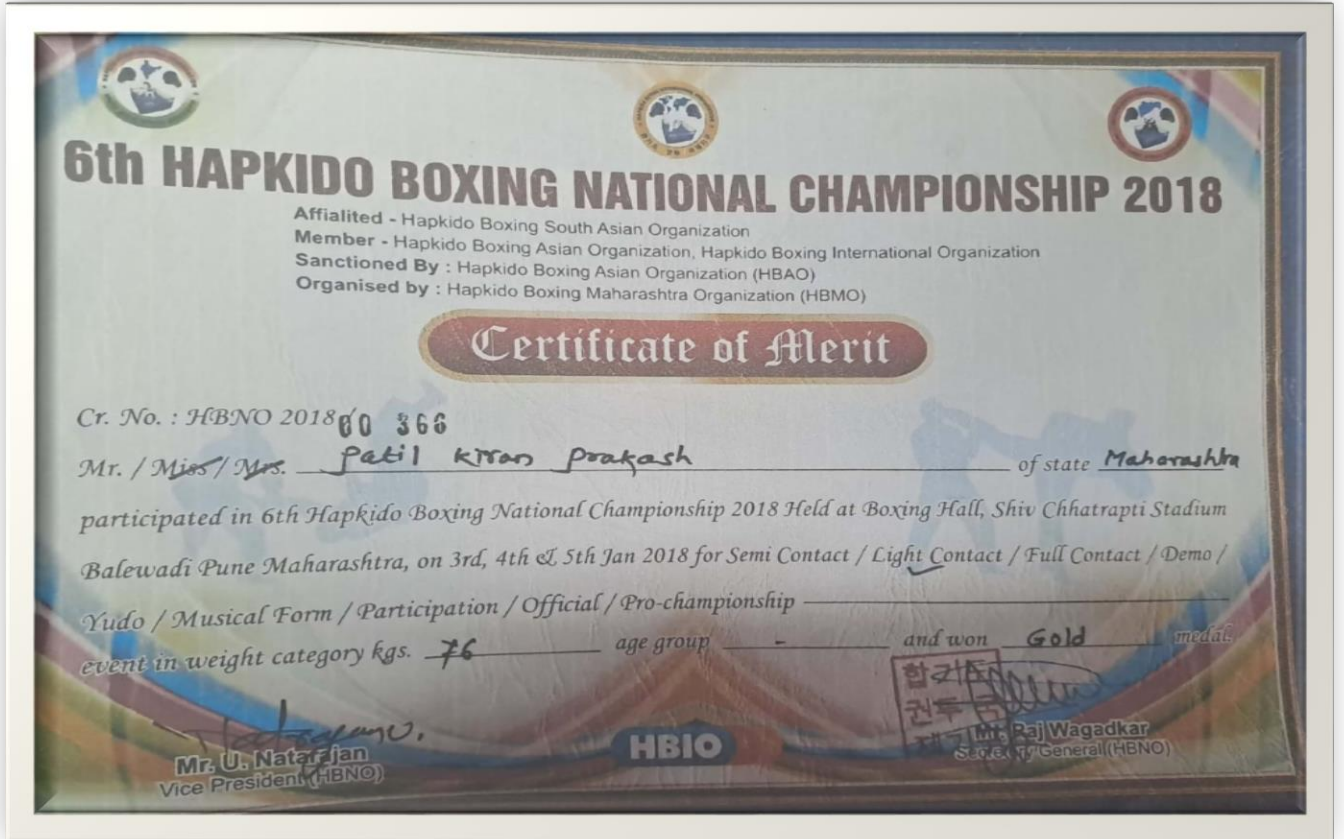 6th HAPKIDO BOXING NATIONAL CHAMPIONSHIP 2018
Affialited - Hapkido Boxing South Asian Organization
Member - Hapkido Boxing Asian Organization, Hapkido Boxing International Organization
Sanctioned By : Hapkido Boxing Asian Organization (HBAO)
Organised by : Hapkido Boxing Maharashtra Organization (HBMO)
Certificate of Merit
Cr. No. : HBNO 2018 00 366
Mr. / Miss / Mrs. Patil Kiran Prakash of state Maharashtra
participated in 6th Hapkido Boxing National Championship 2018 Held at Boxing Hall, Shiv Chhatrapti Stadium
Balewadi Pune Maharashtra, on 3rd, 4th & 5th Jan 2018 for Semi Contact / Light Contact / Full Contact / Demo /
Yudo / Musical Form / Participation / Official / Pro-championship
event in weight category kgs. 76 age group - and won Gold medal.
합기도
권투국
HBIO
Mr. U. Natarajan
Vice President (HBNO)
Mr. Raj Wagadkar
Secretary General (HBNO)